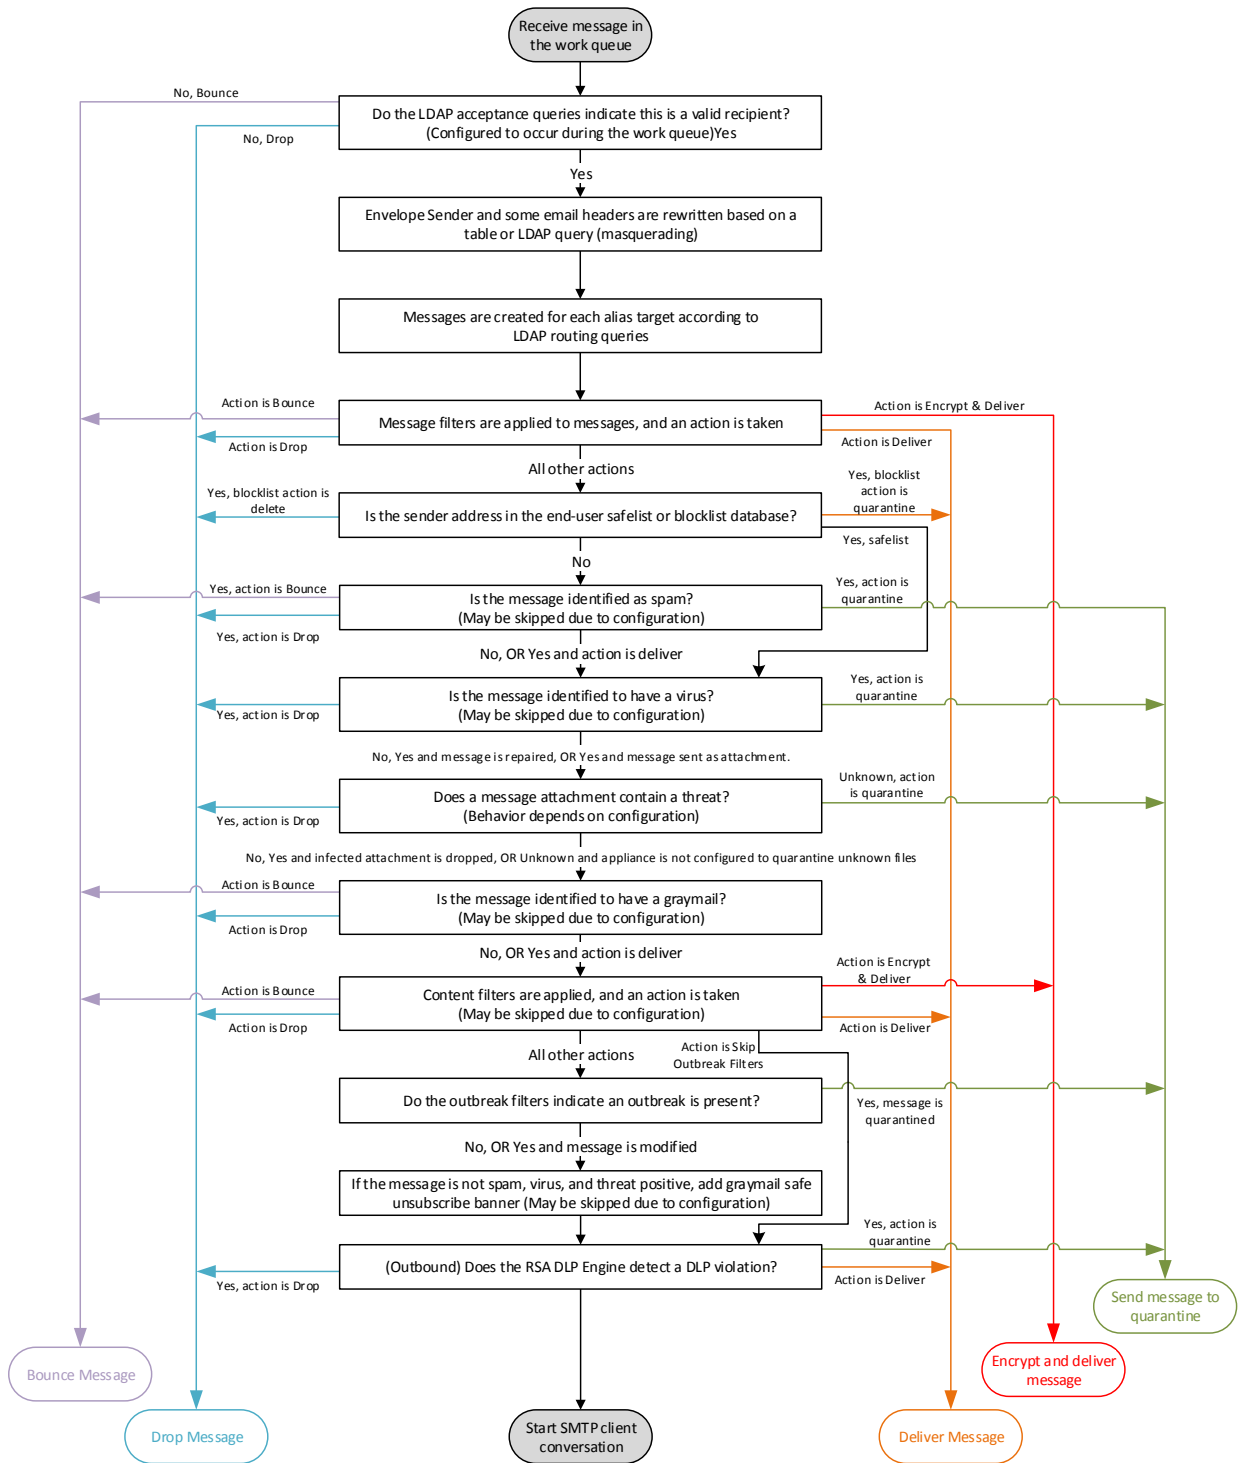 Receive message in
the work queue
No, Bounce
Do the LDAP acceptance queries indicate this is a valid recipient?
(Configured to occur during the work queue)Yes
No, Drop
Yes
Envelope Sender and some email headers are rewritten based on a
table or LDAP query (masquerading)
Messages are created for each alias target according to
LDAP routing queries
Action is Bounce
Action is Encrypt & Deliver
Message filters are applied to messages, and an action is taken
Action is Drop
Action is Deliver
All other actions
Yes, blocklist action is
delete
Yes, blocklist
action is
quarantine
Is the sender address in the end-user safelist or blocklist database?
Yes, safelist
No
Yes, action is Bounce
Yes, action is
quarantine
Is the message identified as spam?
(May be skipped due to configuration)
Yes, action is Drop
No, OR Yes and action is deliver
Yes, action is
quarantine
Is the message identified to have a virus?
(May be skipped due to configuration)
Yes, action is Drop
No, Yes and message is repaired, OR Yes and message sent as attachment.
Unknown, action
is quarantine
Does a message attachment contain a threat?
(Behavior depends on configuration)
Yes, action is Drop
No, Yes and infected attachment is dropped, OR Unknown and appliance is not configured to quarantine unknown files
Action is Bounce
Is the message identified to have a graymail?
(May be skipped due to configuration)
Action is Drop
No, OR Yes and action is deliver
Action is Encrypt
& Deliver
Action is Bounce
Content filters are applied, and an action is taken
(May be skipped due to configuration)
Action is Drop
Action is Deliver
All other actions
Action is Skip
Outbreak Filters
Do the outbreak filters indicate an outbreak is present?
Yes, message is
quarantined
No, OR Yes and message is modified
If the message is not spam, virus, and threat positive, add graymail safe
unsubscribe banner (May be skipped due to configuration)
Yes, action is
quarantine
(Outbound) Does the RSA DLP Engine detect a DLP violation?
Yes, action is Drop
Action is Deliver
Send message to
quarantine
Bounce Message
Encrypt and deliver
message
Drop Message
Start SMTP client
conversation
Deliver Message